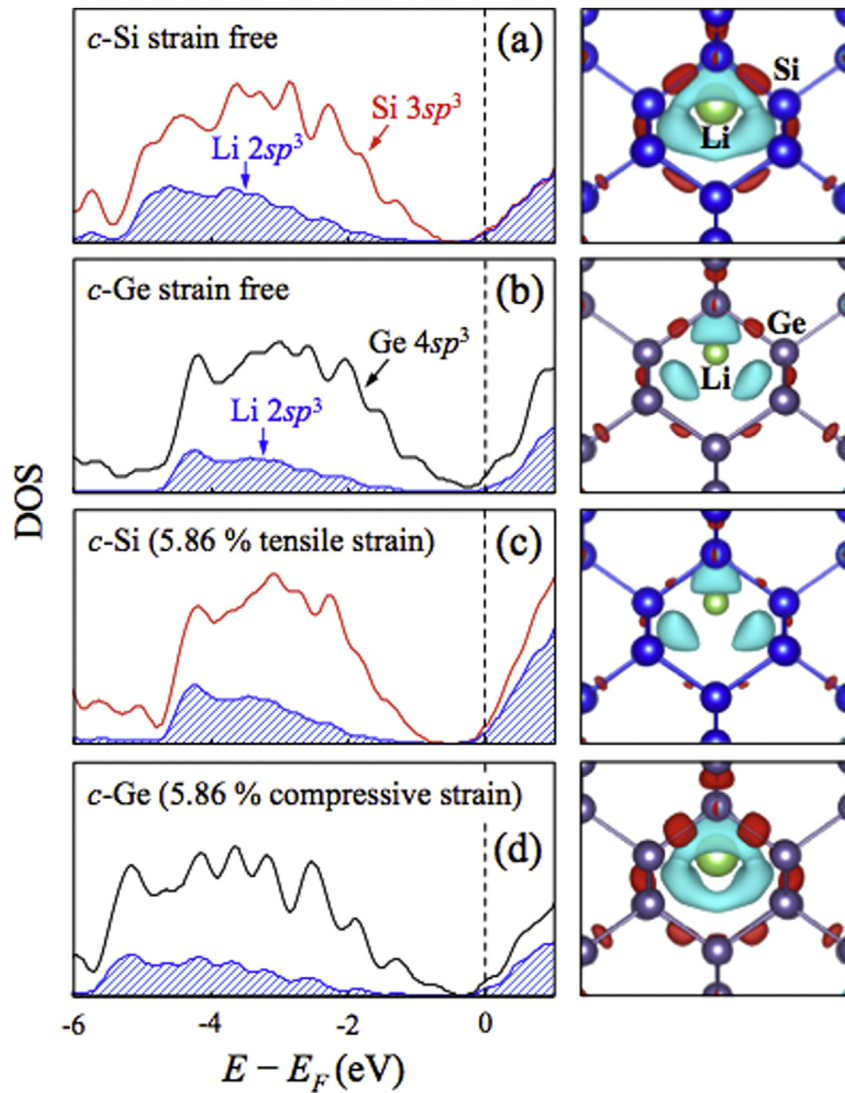 c-Si strain free
(a)
Si 3sp³
Li 2sp³
Si
Li
c-Ge strain free
(b)
Ge 4sp³
Li 2sp³
Ge
Li
DOS
c-Si (5.86 % tensile strain)
(c)
c-Ge (5.86 % compressive strain)
(d)
-6 -4 -2 0
E − E_F (eV)